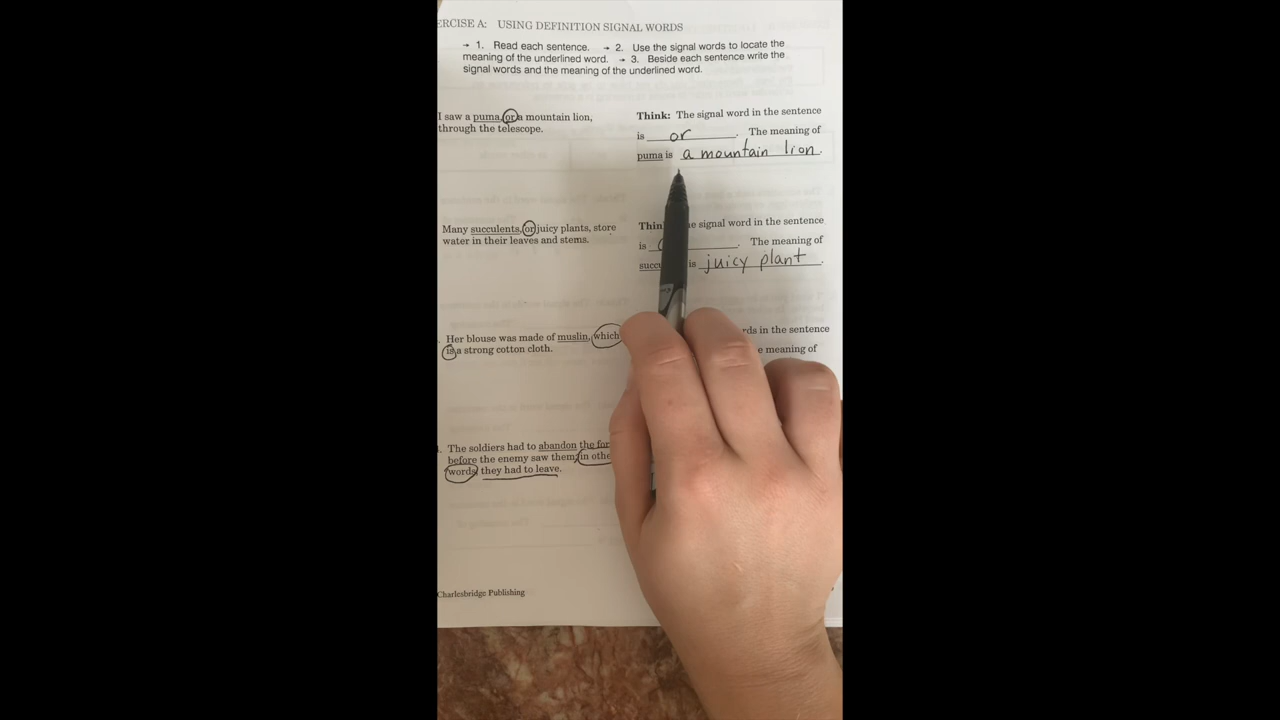 ERCISE A: USING DEFINITION SIGNAL WORDS
→ 1. Read each sentence. → 2. Use the signal words to locate the
meaning of the underlined word. → 3. Beside each sentence write the
signal words and the meaning of the underlined word.
I saw a puma, or a mountain lion,
through the telescope.
Think: The signal word in the sentence
is or. The meaning of
puma is a mountain lion.
Many succulents, or juicy plants, store
water in their leaves and stems.
Thin e signal word in the sentence
is. The meaning of
succu is juicy plant.
Her blouse was made of muslin, which
is a strong cotton cloth.
rds in the sentence
e meaning of
The soldiers had to abandon the for
before the enemy saw them; in othe
words, they had to leave.
Charlesbridge Publishing